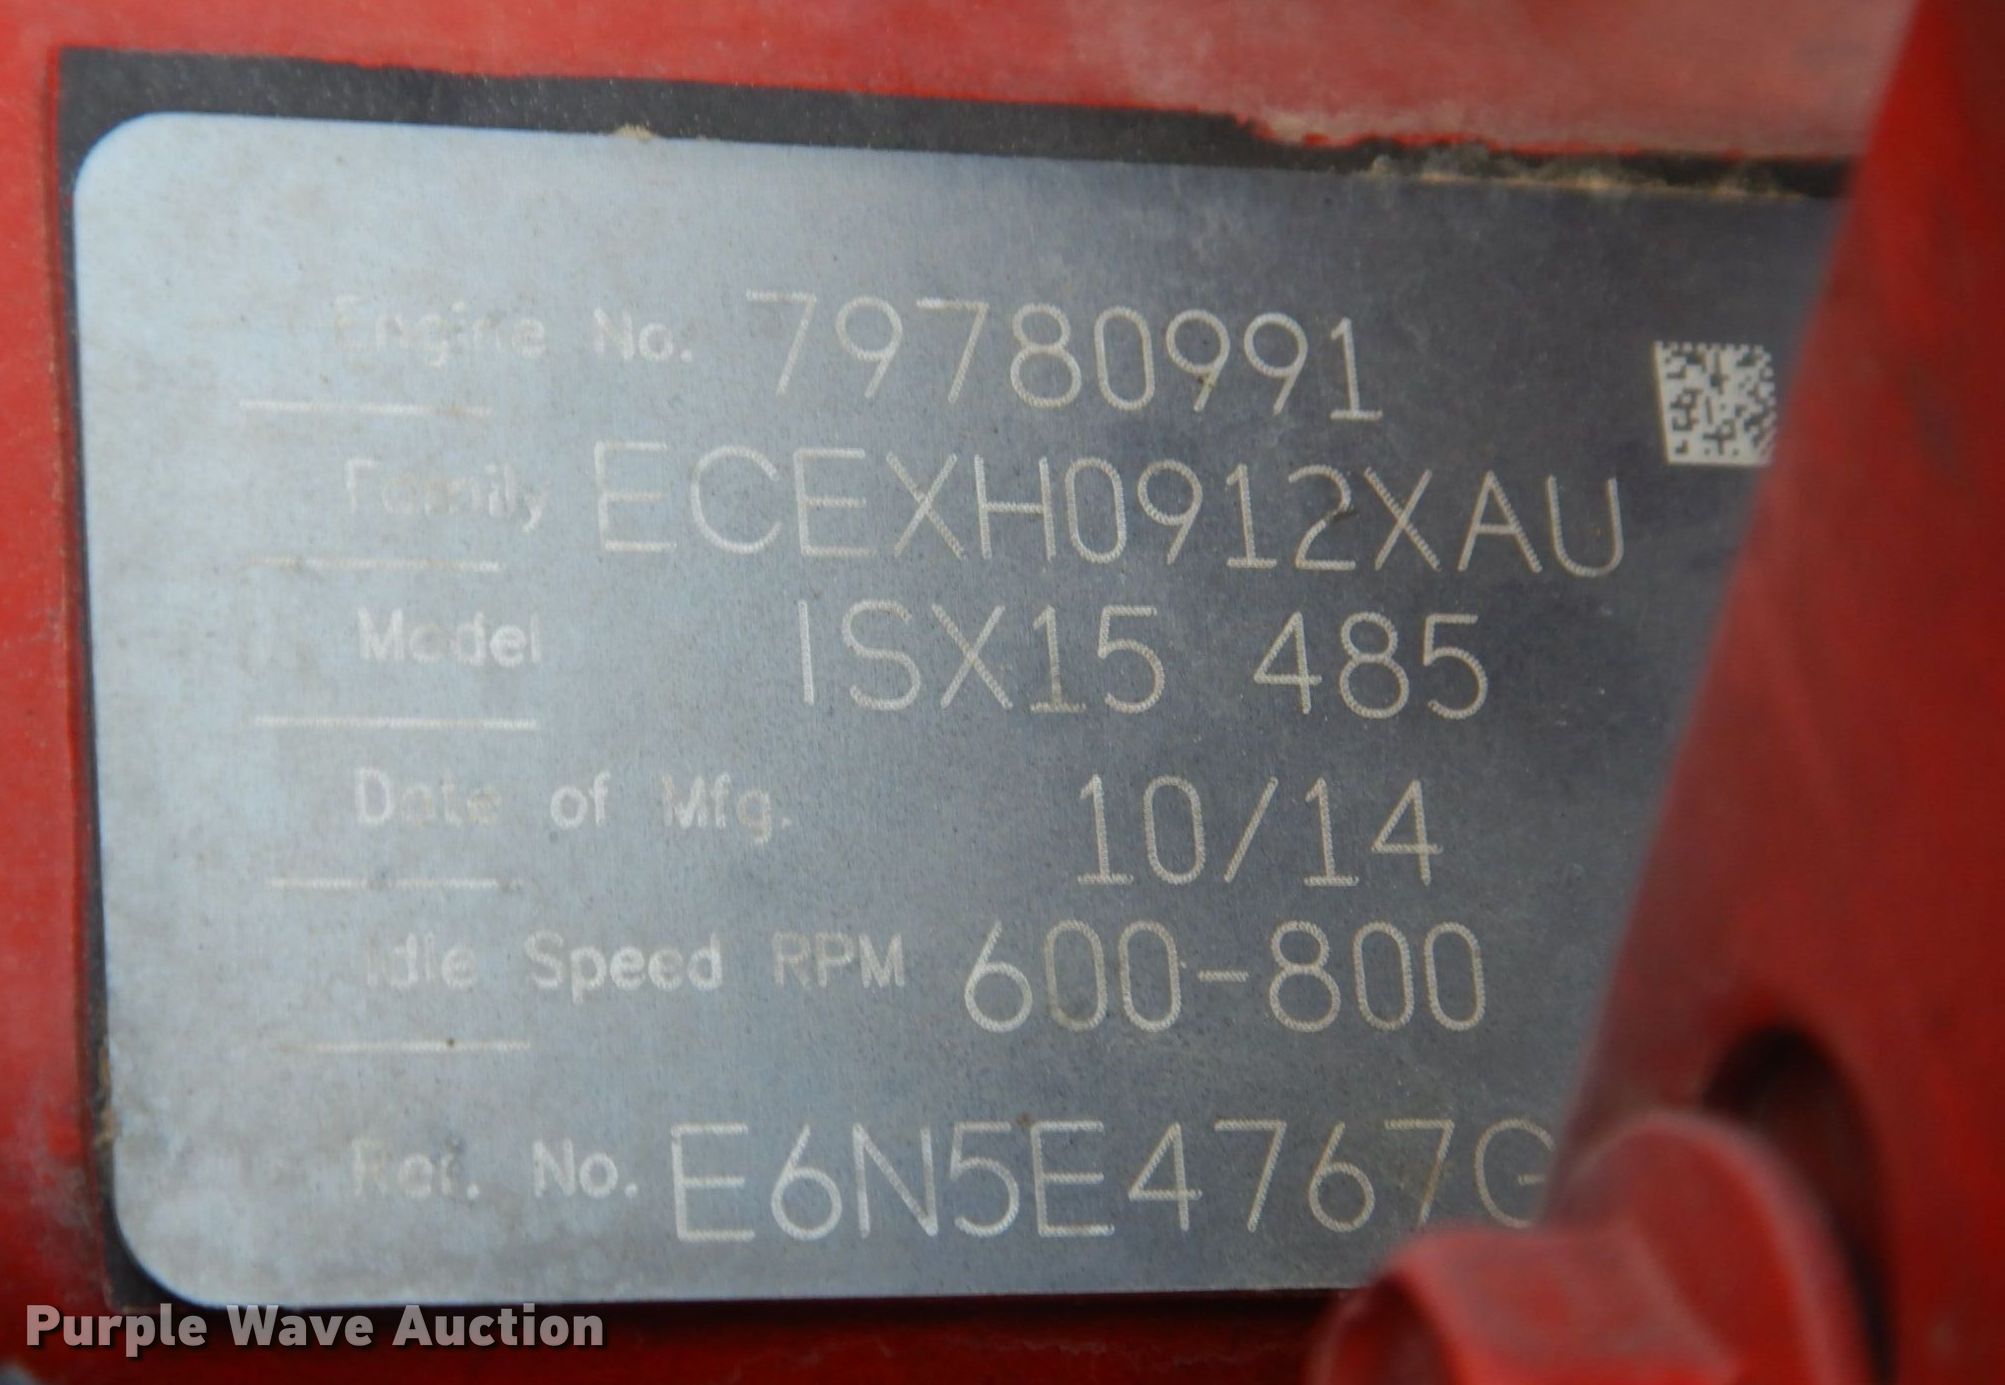 Engine No. 79780991
Family ECEXH0912XAU
Model ISX15 485
Date of Mfg. 10/14
Idle Speed RPM 600-800
Ref. No. E6N5E4767G
Purple Wave Auction